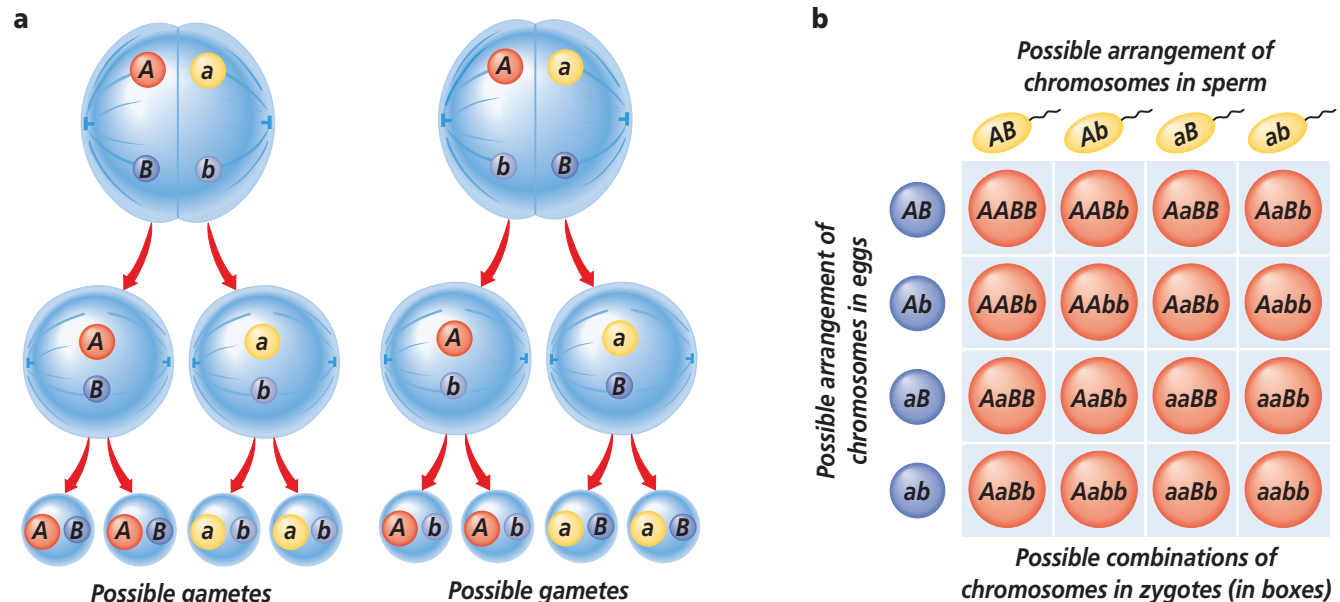 a
A a
B b
A a
b B
A a
B b
A a
b B
A B A B a b a b
A b A b a B a B
Possible gametes
Possible gametes
b
Possible arrangement of
chromosomes in sperm
AB Ab aB ab
Possible arrangement of
chromosomes in eggs
AB AABB AABb AaBB AaBb
Ab AABb AAbb AaBb Aabb
aB AaBB AaBb aaBB aaBb
ab AaBb Aabb aaBb aabb
Possible combinations of
chromosomes in zygotes (in boxes)